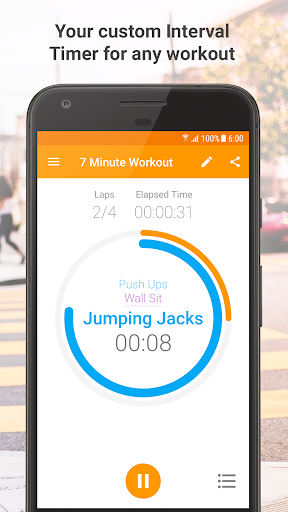 Your custom Interval
Timer for any workout
100% 6:00
7 Minute Workout
Laps
Elapsed Time
2/4
00:00:31
Push Ups
Wall Sit
Jumping Jacks
00:08